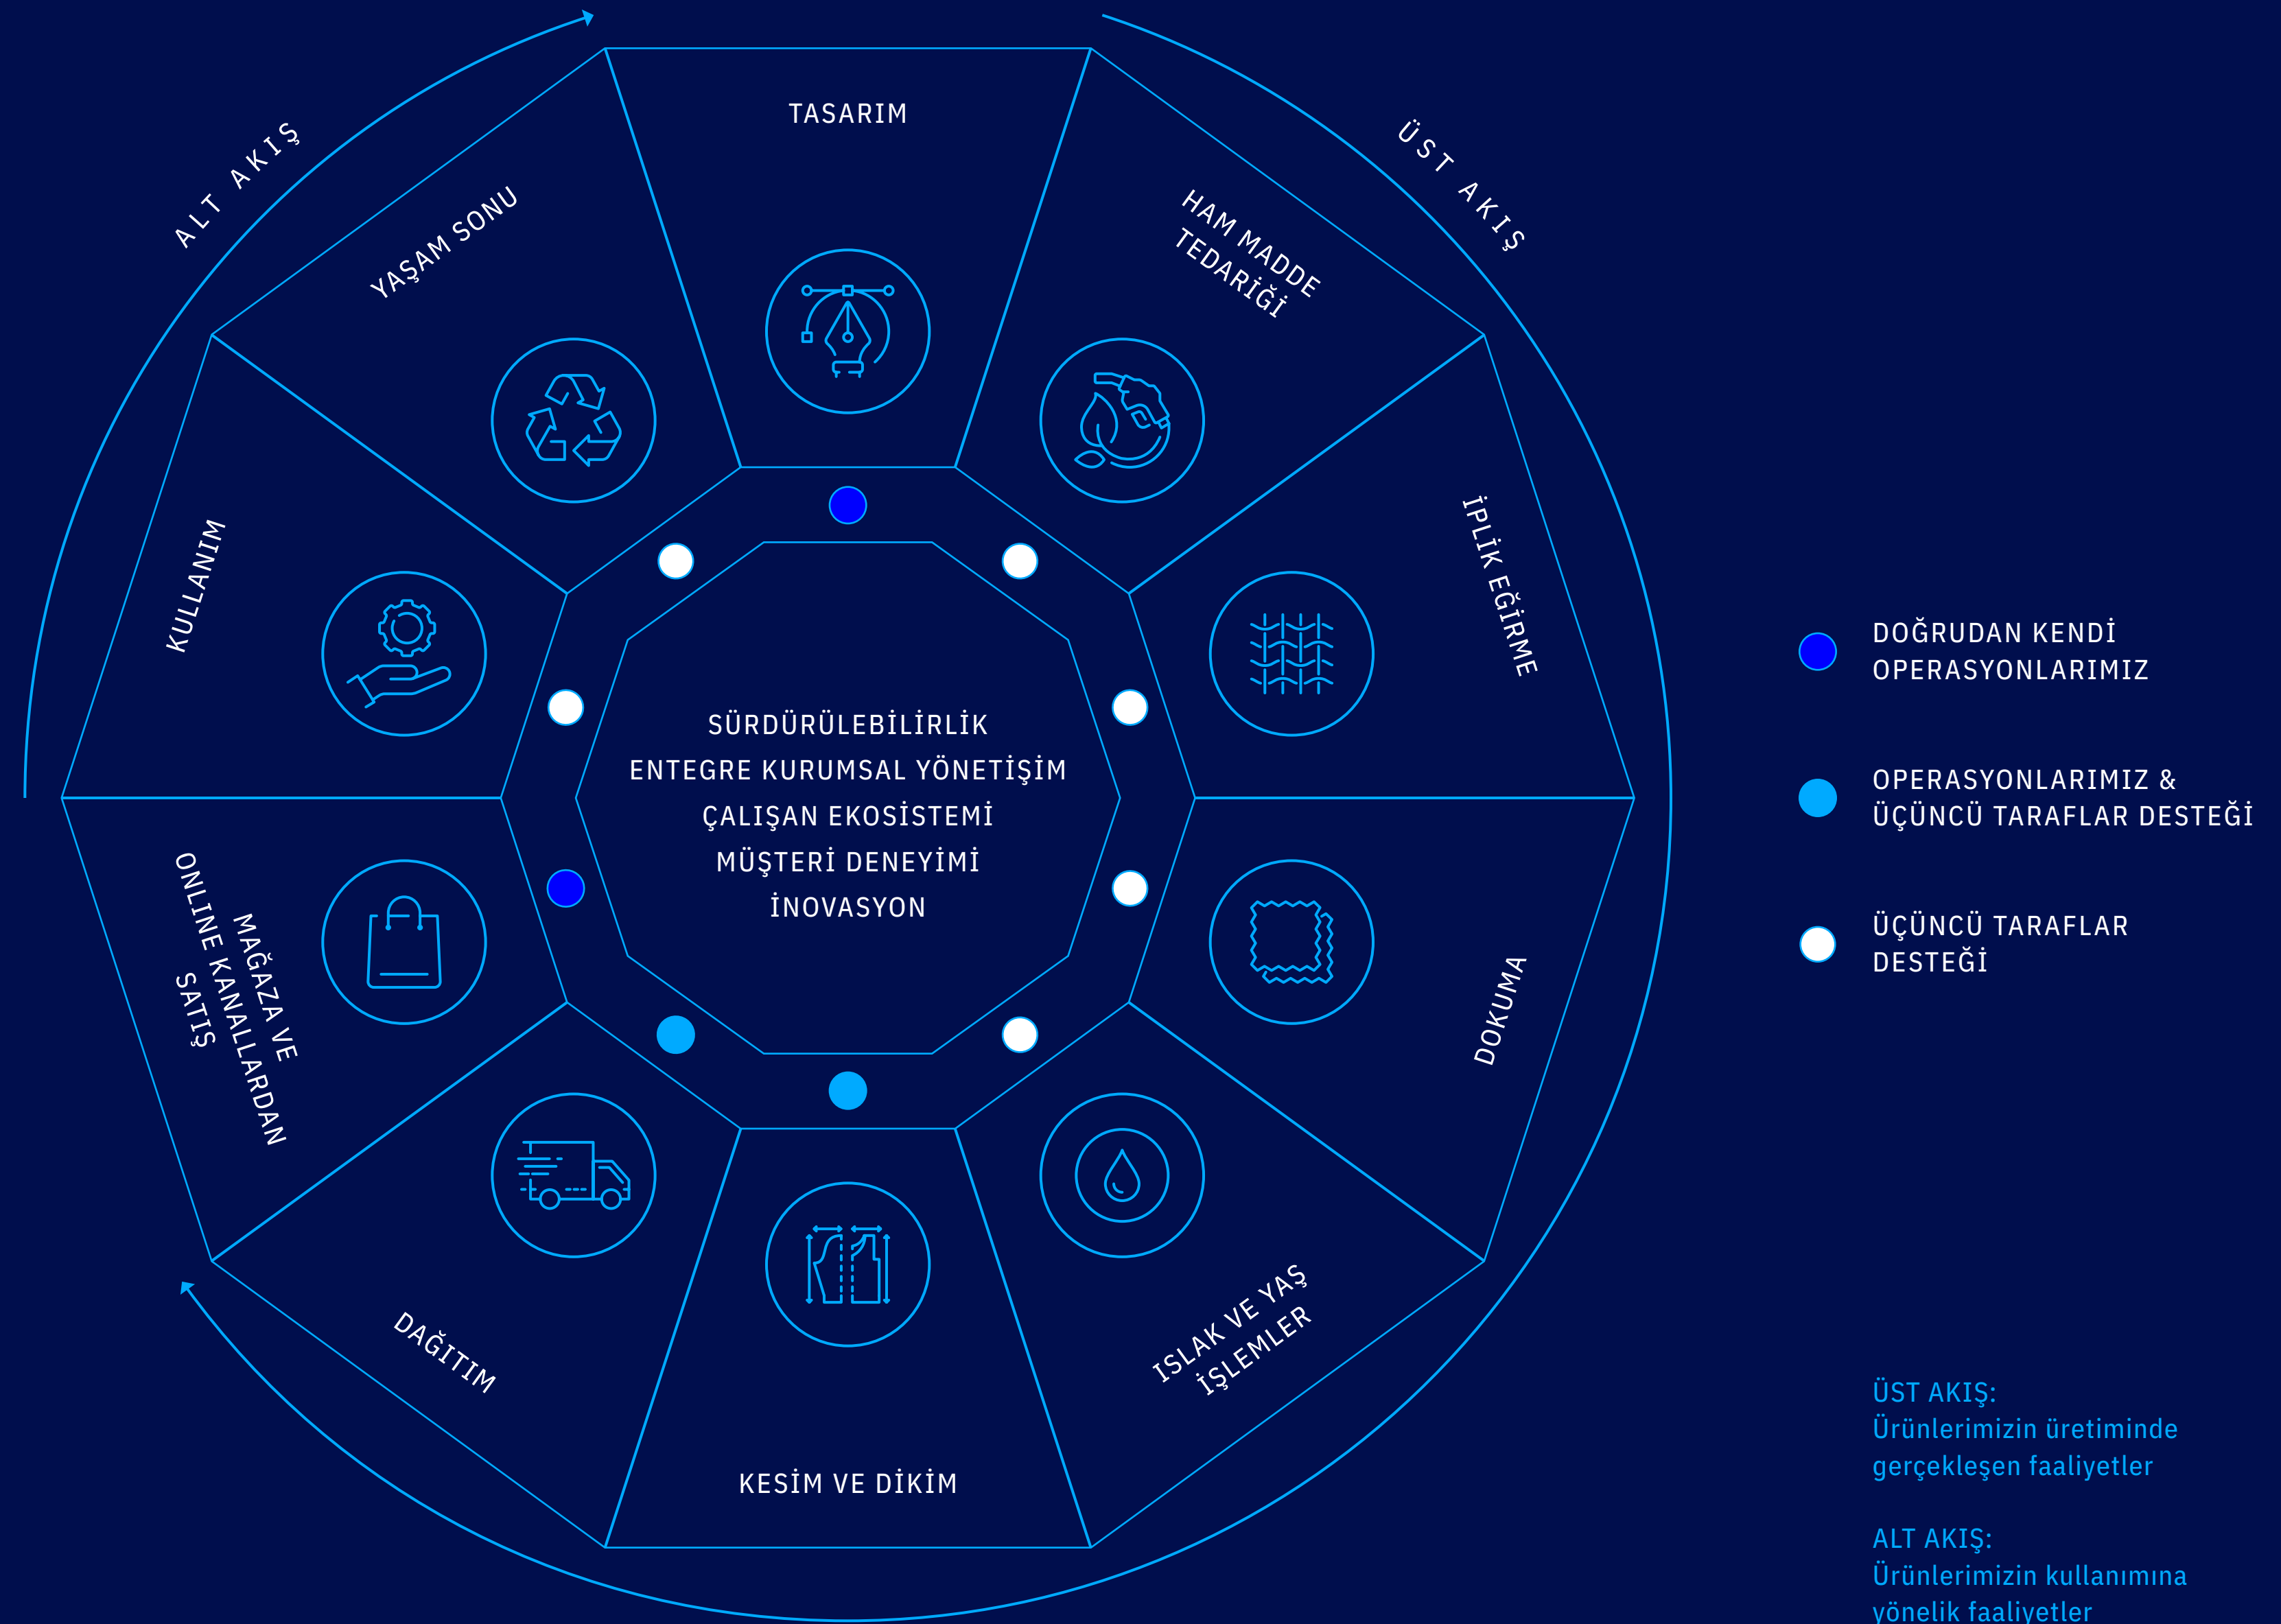 ALT AKIŞ
ÜST AKIŞ
TASARIM
HAM MADDE
TEDARİĞİ
İPLİK EĞİRME
DOKUMA
ISLAK VE YAŞ
İŞLEMLER
KESİM VE DİKİM
DAĞITIM
MAĞAZA VE
ONLINE KANALLARDAN
SATIŞ
KULLANIM
YAŞAM SONU
SÜRDÜRÜLEBİLİRLİK
ENTEGRE KURUMSAL YÖNETİŞİM
ÇALIŞAN EKOSİSTEMİ
MÜŞTERİ DENEYİMİ
İNOVASYON
DOĞRUDAN KENDİ
OPERASYONLARIMIZ
OPERASYONLARIMIZ &
ÜÇÜNCÜ TARAFLAR DESTEĞİ
ÜÇÜNCÜ TARAFLAR
DESTEĞİ
ÜST AKIŞ:
Ürünlerimizin üretiminde
gerçekleşen faaliyetler
ALT AKIŞ:
Ürünlerimizin kullanımına
yönelik faaliyetler